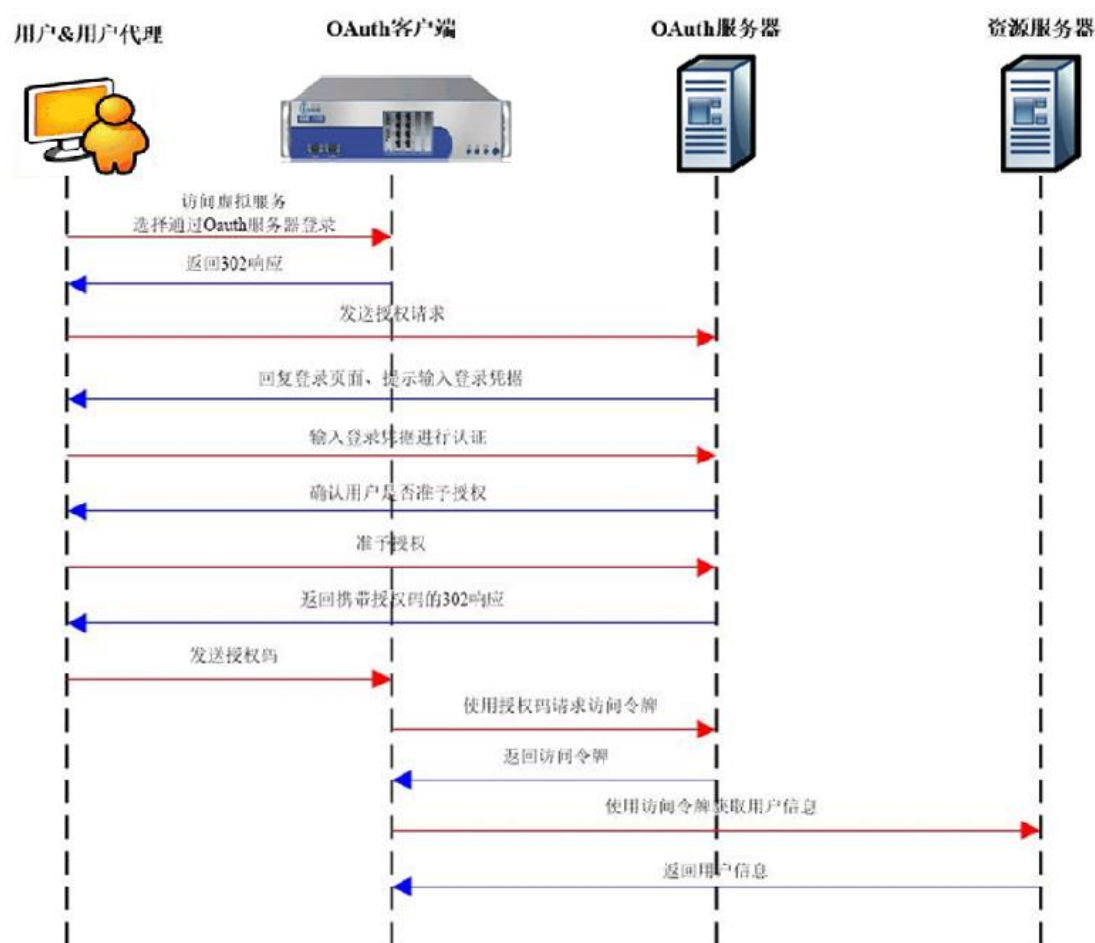 用户&用户代理
OAuth客户端
OAuth服务器
资源服务器
访问虚拟服务
选择通过Oauth服务器登录
返回302响应
发送授权请求
回复登录页面、提示输入登录凭据
输入登录凭据进行认证
确认用户是否准予授权
准予授权
返回携带授权码的302响应
发送授权码
使用授权码请求访问令牌
返回访问令牌
使用访问令牌获取用户信息
返回用户信息